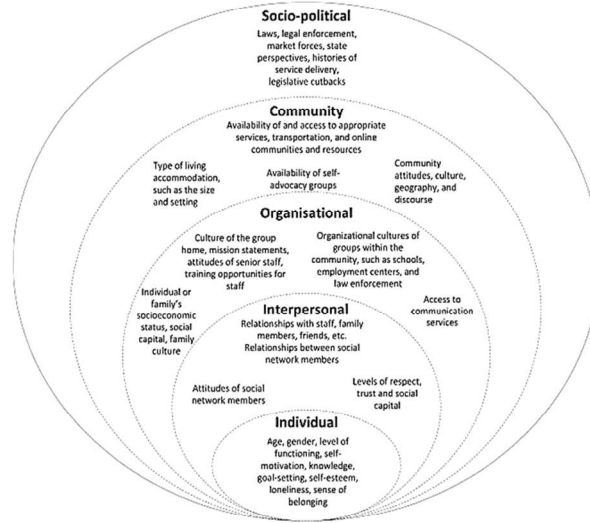 Socio-political
Laws, legal enforcement,
market forces, state
perspectives, histories of
service delivery,
legislative cutbacks
Community
Availability of and access to appropriate
services, transportation, and online
communities and resources
Type of living
accommodation,
such as the size
and setting
Availability of self-
advocacy groups
Community
attitudes, culture,
geography, and
discourse
Organisational
Culture of the group
home, mission statements,
attitudes of senior staff,
training opportunities for
staff
Organizational cultures of
groups within the
community, such as schools,
employment centers, and
law enforcement
Individual or
family's
socioeconomic
status, social
capital, family
culture
Access to
communication
services
Interpersonal
Relationships with staff, family
members, friends, etc.
Relationships between social
network members
Attitudes of social
network members
Levels of respect,
trust and social
capital
Individual
Age, gender, level of
functioning, self-
motivation, knowledge,
goal-setting, self-esteem,
loneliness, sense of
belonging